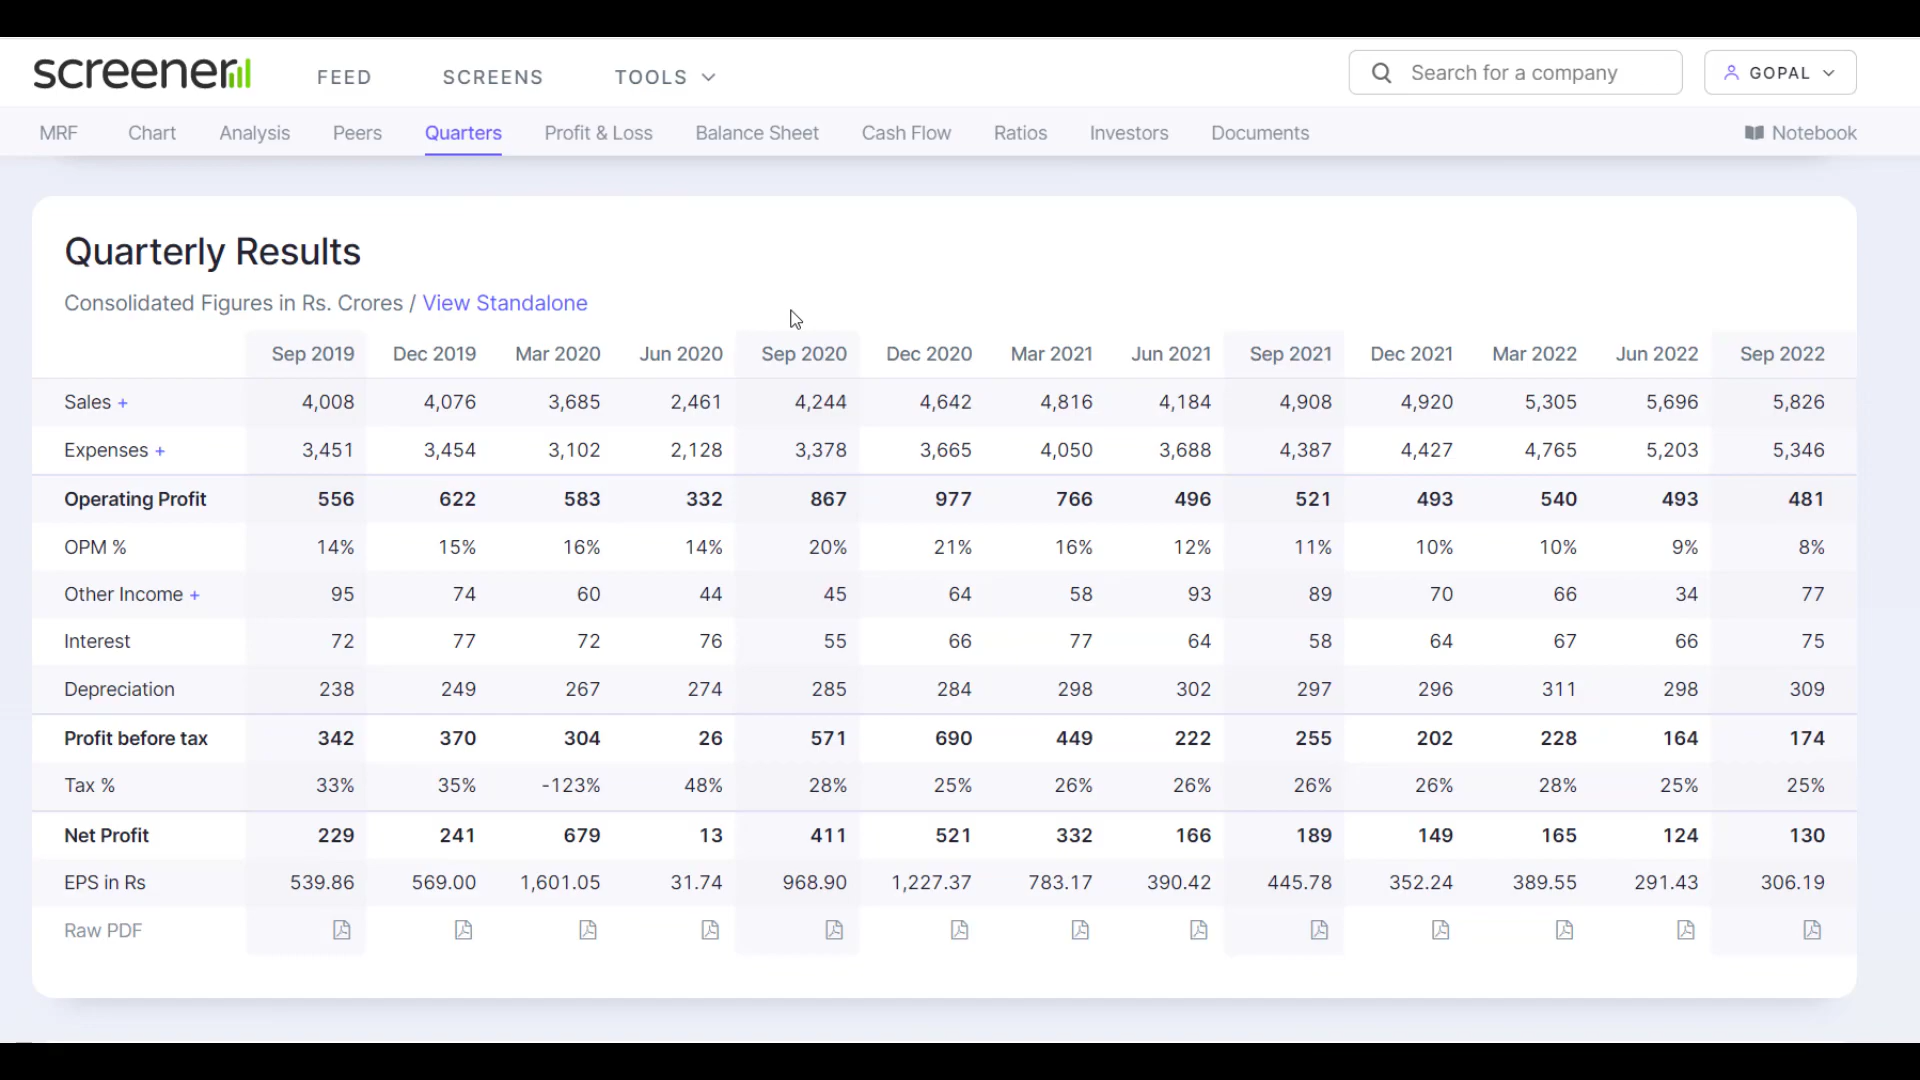 screener FEED SCREENS TOOLS Search for a company GOPAL
MRF Chart Analysis Peers Quarters Profit & Loss Balance Sheet Cash Flow Ratios Investors Documents Notebook
Quarterly Results
Consolidated Figures in Rs. Crores / View Standalone
Sep 2019 Dec 2019 Mar 2020 Jun 2020 Sep 2020 Dec 2020 Mar 2021 Jun 2021 Sep 2021 Dec 2021 Mar 2022 Jun 2022 Sep 2022
Sales + 4,008 4,076 3,685 2,461 4,244 4,642 4,816 4,184 4,908 4,920 5,305 5,696 5,826
Expenses + 3,451 3,454 3,102 2,128 3,378 3,665 4,050 3,688 4,387 4,427 4,765 5,203 5,346
Operating Profit 556 622 583 332 867 977 766 496 521 493 540 493 481
OPM % 14% 15% 16% 14% 20% 21% 16% 12% 11% 10% 10% 9% 8%
Other Income + 95 74 60 44 45 64 58 93 89 70 66 34 77
Interest 72 77 72 76 55 66 77 64 58 64 67 66 75
Depreciation 238 249 267 274 285 284 298 302 297 296 311 298 309
Profit before tax 342 370 304 26 571 690 449 222 255 202 228 164 174
Tax % 33% 35% -123% 48% 28% 25% 26% 26% 26% 26% 28% 25% 25%
Net Profit 229 241 679 13 411 521 332 166 189 149 165 124 130
EPS in Rs 539.86 569.00 1,601.05 31.74 968.90 1,227.37 783.17 390.42 445.78 352.24 389.55 291.43 306.19
Raw PDF